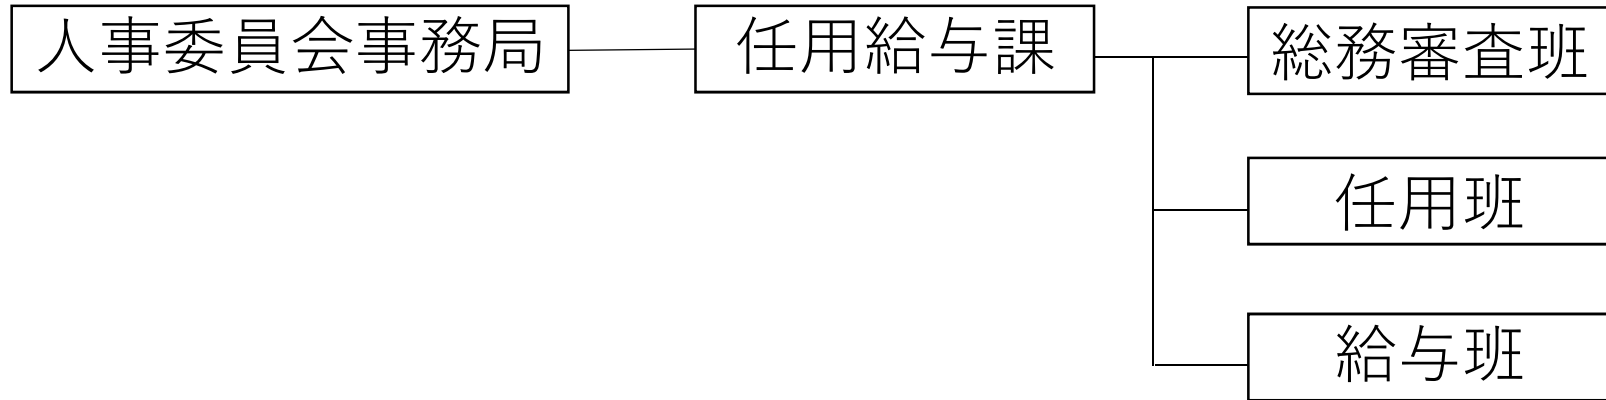 人事委員会事務局
任用給与課
総務審査班
任用班
給与班